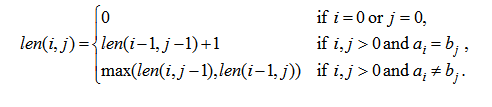 0 if i = 0 or j = 0,
len(i, j) = { len(i−1, j−1)+1 if i, j > 0 and a_i = b_j ,
max(len(i, j−1), len(i−1, j)) if i, j > 0 and a_i ≠ b_j .